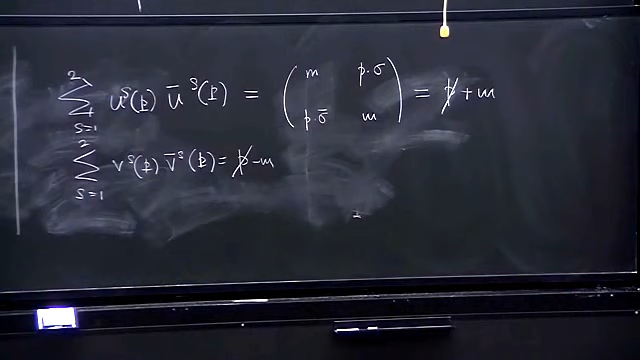 ∑_{s=1}^{2} u^s(p) ū^s(p) = ( m  p·σ ; p·σ̄  m ) = p̸ + m
∑_{s=1}^{2} v^s(p) v̄^s(p) = p̸ - m